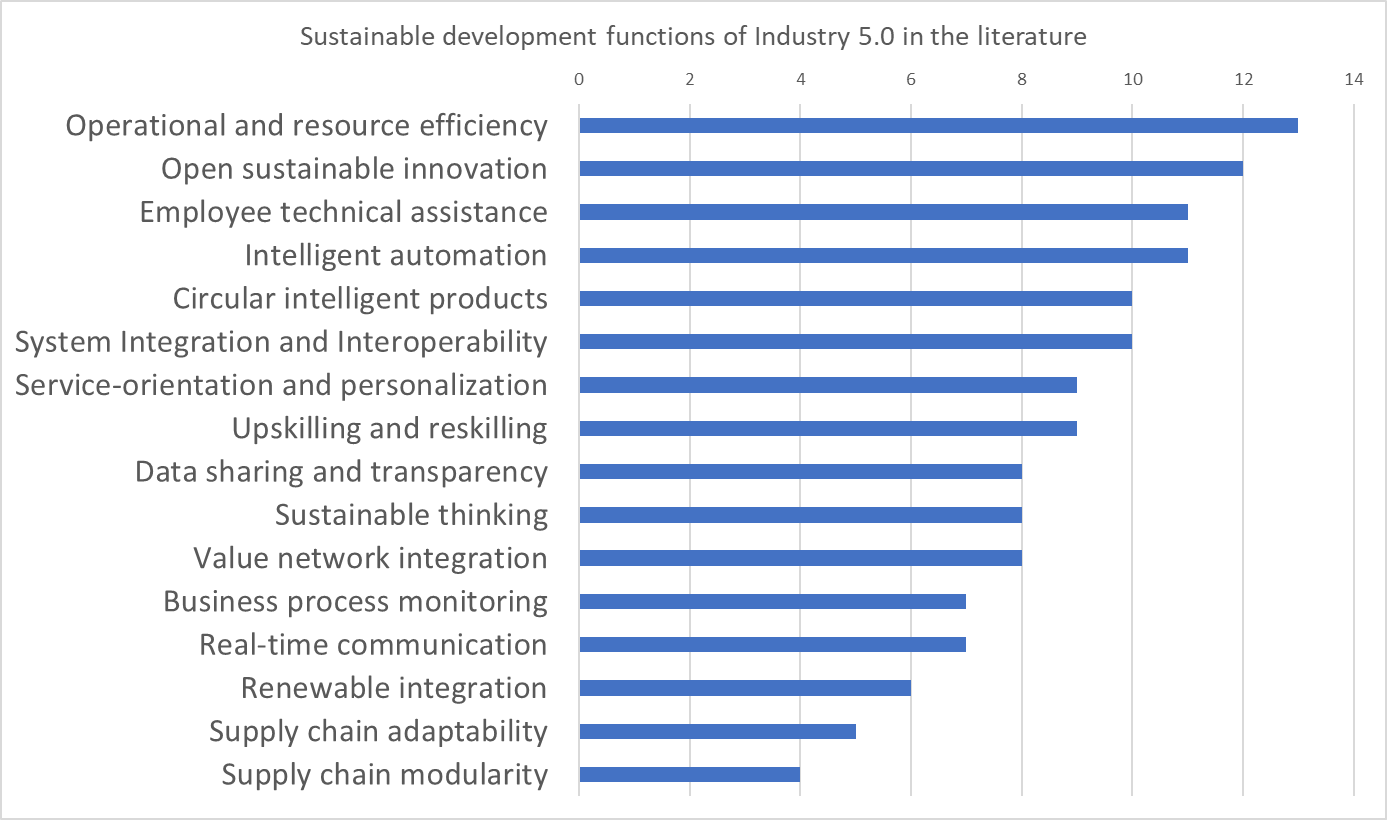 Sustainable development functions of Industry 5.0 in the literature
0 2 4 6 8 10 12 14
Operational and resource efficiency
Open sustainable innovation
Employee technical assistance
Intelligent automation
Circular intelligent products
System Integration and Interoperability
Service-orientation and personalization
Upskilling and reskilling
Data sharing and transparency
Sustainable thinking
Value network integration
Business process monitoring
Real-time communication
Renewable integration
Supply chain adaptability
Supply chain modularity